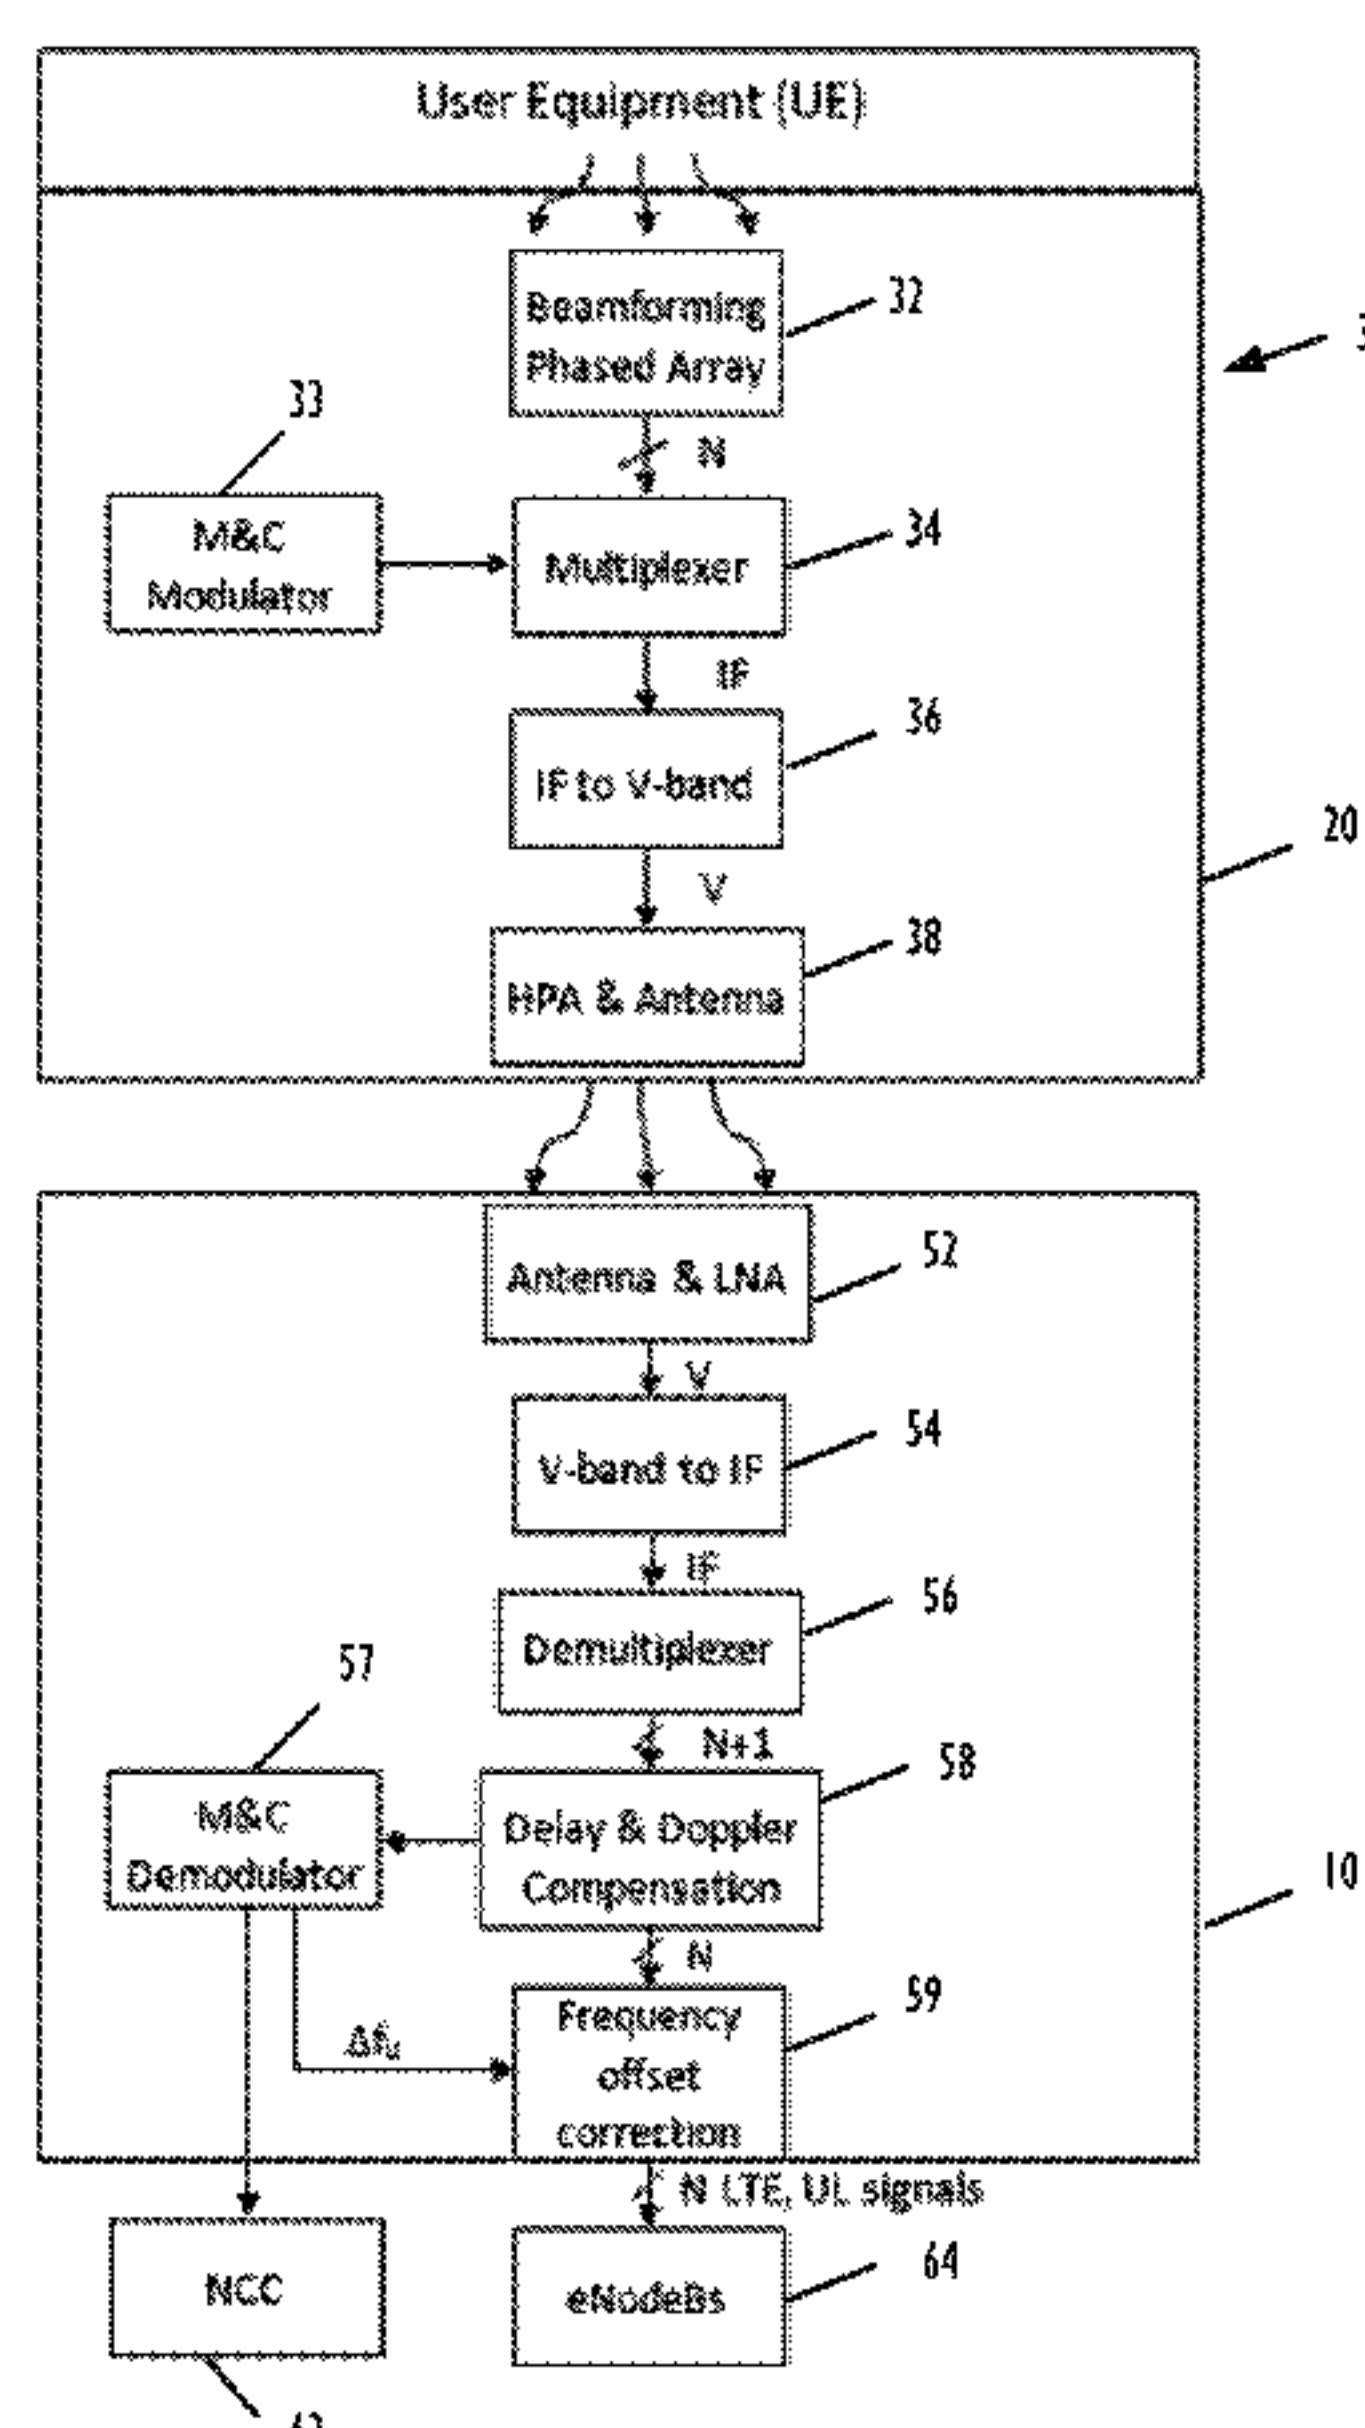 User Equipment (UE)
Beamforming
Phased Array
32
33
N
M&C
Modulator
Multiplexer
34
IF
IF to V-band
36
20
V
HPA & Antenna
38
Antenna & LNA
52
V
V-band to IF
54
IF
Demultiplexer
56
57
N+1
M&C
Demodulator
Delay & Doppler
Compensation
58
10
N
Δfu
Frequency
offset
correction
59
N LTE, UL signals
NCC
eNodeBs
64